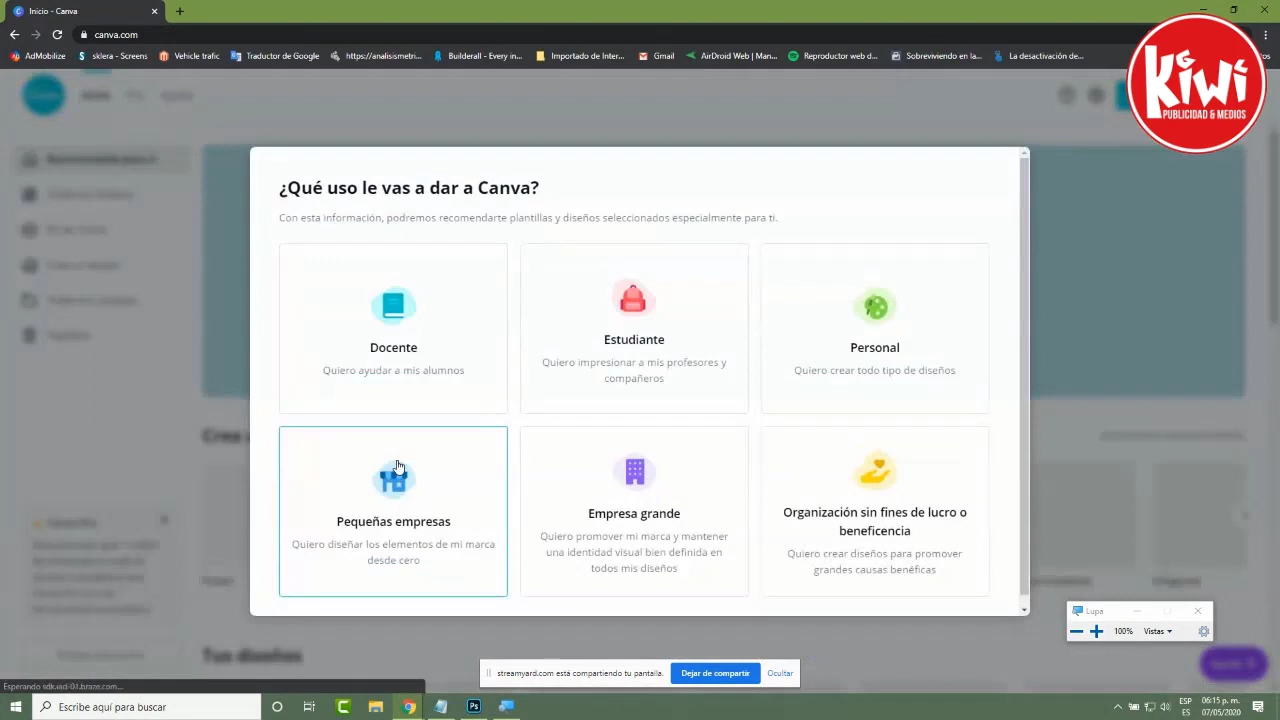 Inicio - Canva
canva.com
AdMobilize
sklera - Screens
Vehicle trafic
Traductor de Google
https://analisismetri...
Builderall - Every in...
Importado de Inter...
Gmail
AirDroid Web | Man...
Reproductor web d...
Sobreviviendo en la...
La desactivación de...
KiWi
PUBLICIDAD & MEDIOS
¿Qué uso le vas a dar a Canva?
Con esta información, podremos recomendarte plantillas y diseños seleccionados especialmente para ti.
Docente
Quiero ayudar a mis alumnos
Estudiante
Quiero impresionar a mis profesores y
compañeros
Personal
Quiero crear todo tipo de diseños
Pequeñas empresas
Quiero diseñar los elementos de mi marca
desde cero
Empresa grande
Quiero promover mi marca y mantener
una identidad visual bien definida en
todos mis diseños
Organización sin fines de lucro o
beneficencia
Quiero crear diseños para promover
grandes causas benéficas
Crea
Tus diseños
Lupa
100%
Vistas
streamyard.com está compartiendo tu pantalla.
Dejar de compartir
Ocultar
Esperando sdk.iad-01.braze.com...
Escribe aquí para buscar
Ps
ESP
ES
06:15 p. m.
07/05/2020